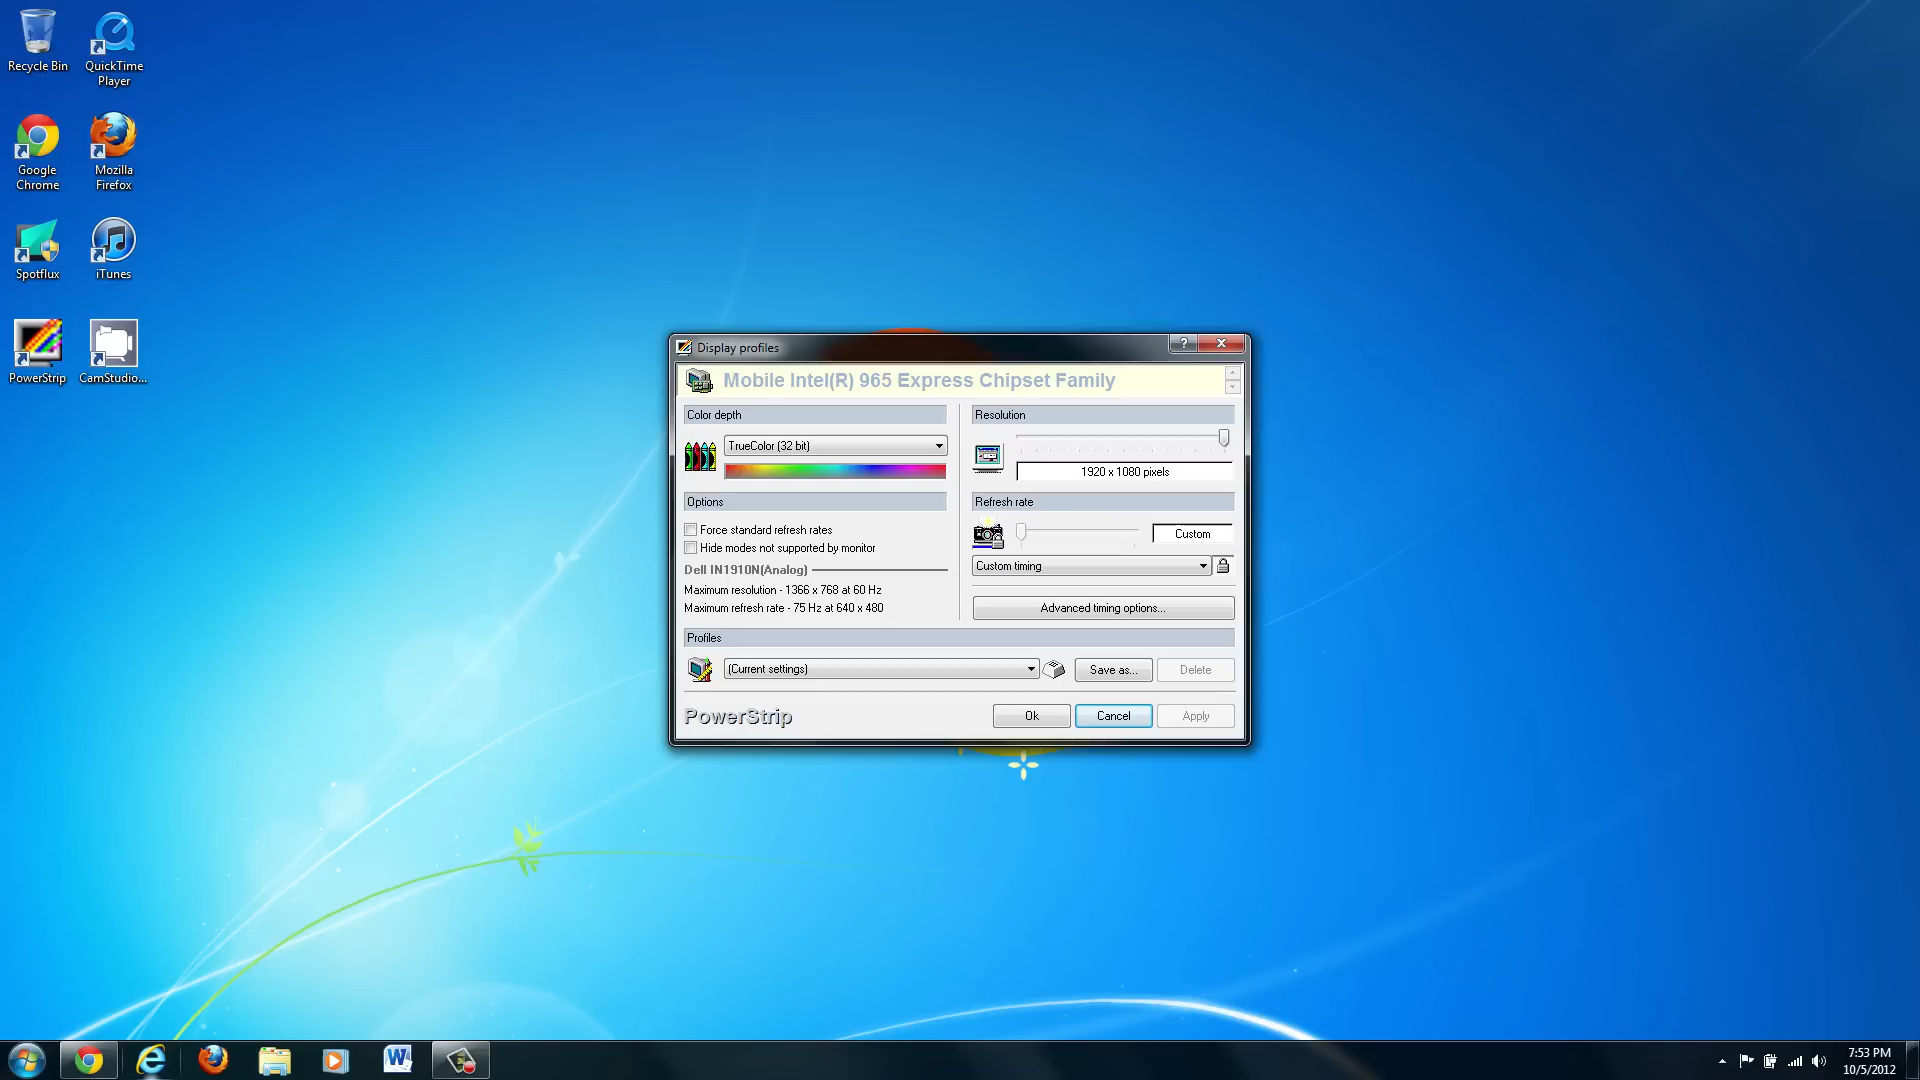 Recycle Bin
QuickTime
Player
Google
Chrome
Mozilla
Firefox
Spotflux
iTunes
PowerStrip
CamStudio...
Display profiles
?
Mobile Intel(R) 965 Express Chipset Family
Color depth
TrueColor (32 bit)
Resolution
1920 x 1080 pixels
Options
Force standard refresh rates
Hide modes not supported by monitor
Dell IN1910N(Analog)
Maximum resolution - 1366 x 768 at 60 Hz
Maximum refresh rate - 75 Hz at 640 x 480
Refresh rate
Custom
Custom timing
Advanced timing options...
Profiles
(Current settings)
Save as...
Delete
PowerStrip
Ok
Cancel
Apply
7:53 PM
10/5/2012